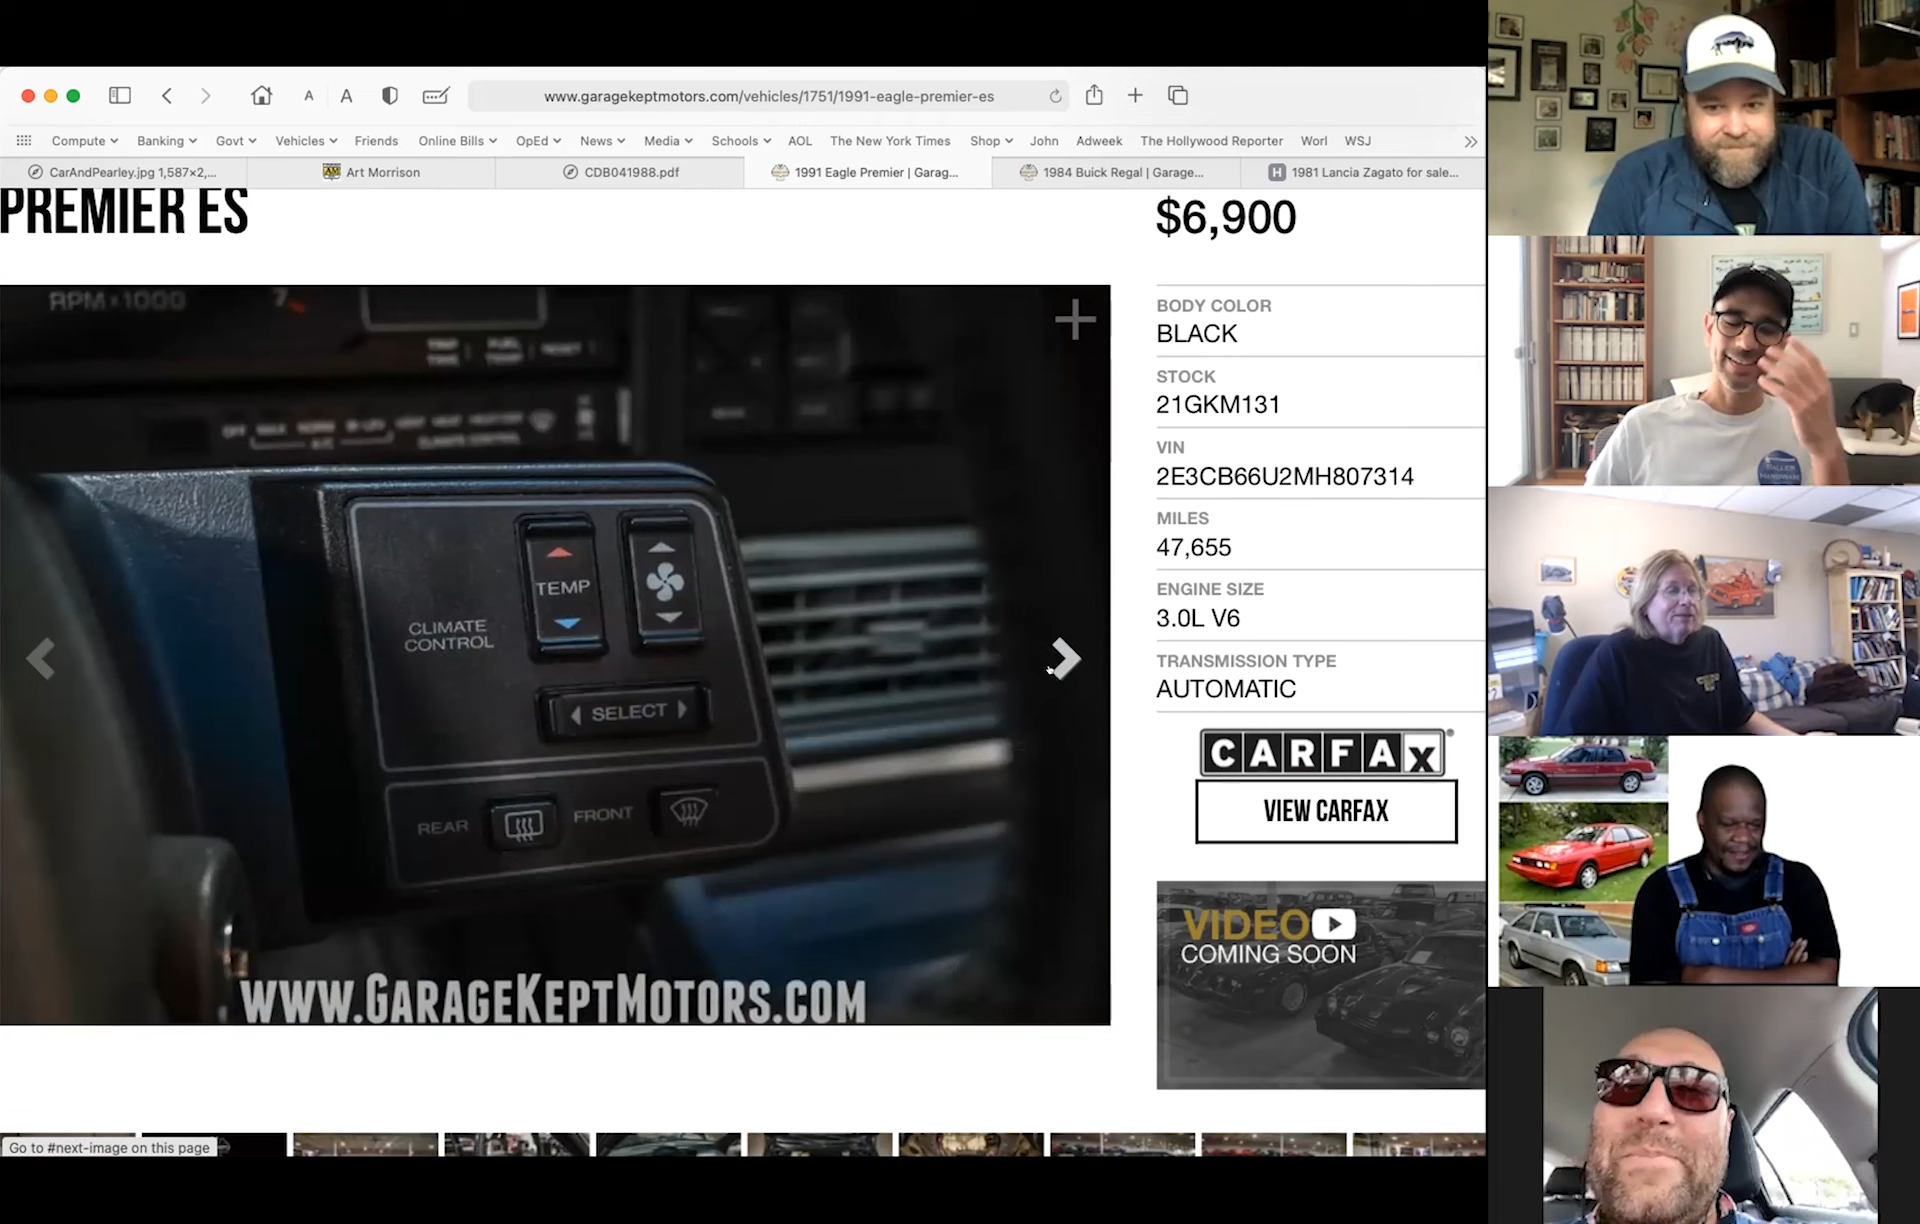 www.garagekeptmotors.com/vehicles/1751/1991-eagle-premier-es
Compute Banking Govt Vehicles Friends Online Bills OpEd News Media Schools AOL The New York Times Shop John Adweek The Hollywood Reporter Worl WSJ
CarAndPearley.jpg 1,587×2,... Art Morrison CDB041988.pdf 1991 Eagle Premier | Garag... 1984 Buick Regal | Garage... 1981 Lancia Zagato for sale...
PREMIER ES
$6,900
RPM x 1000 7
CLIMATE CONTROL
CLIMATE
CONTROL
TEMP
SELECT
REAR
FRONT
www.GarageKeptMotors.com
BODY COLOR
BLACK
STOCK
21GKM131
VIN
2E3CB66U2MH807314
MILES
47,655
ENGINE SIZE
3.0L V6
TRANSMISSION TYPE
AUTOMATIC
CARFAX
VIEW CARFAX
VIDEO
COMING SOON
Go to #next-image on this page